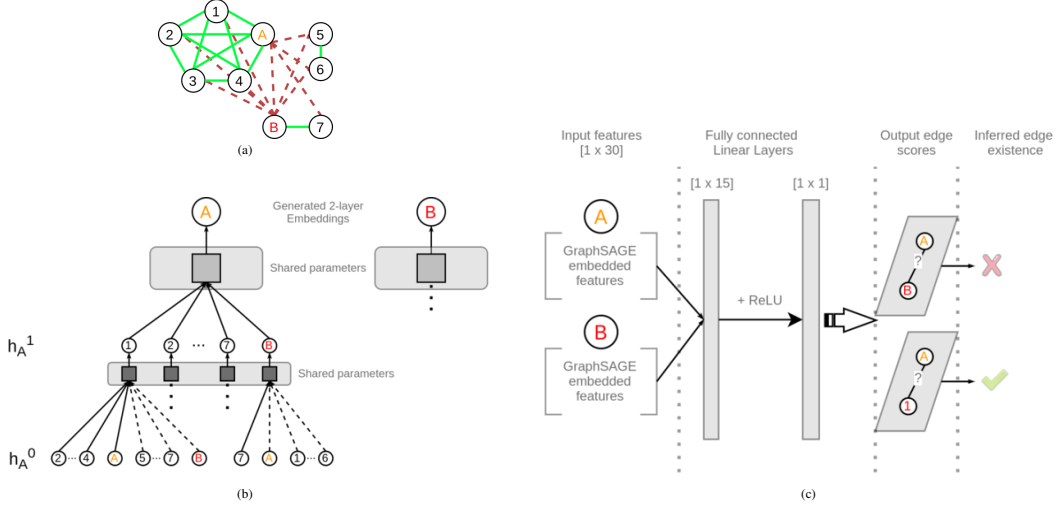 1
2
A
5
3
4
6
B
7
(a)
A
Generated 2-layer
Embeddings
B
Shared parameters
h_A^1
1
2
...
7
B
Shared parameters
h_A^0
2
...
4
A
5
...
7
B
7
A
1
...
6
(b)
Input features
[1 x 30]
Fully connected
Linear Layers
Output edge
scores
Inferred edge
existence
[1 x 15]
[1 x 1]
A
GraphSAGE
embedded
features
+ ReLU
B
GraphSAGE
embedded
features
A
?
B
A
?
1
(c)